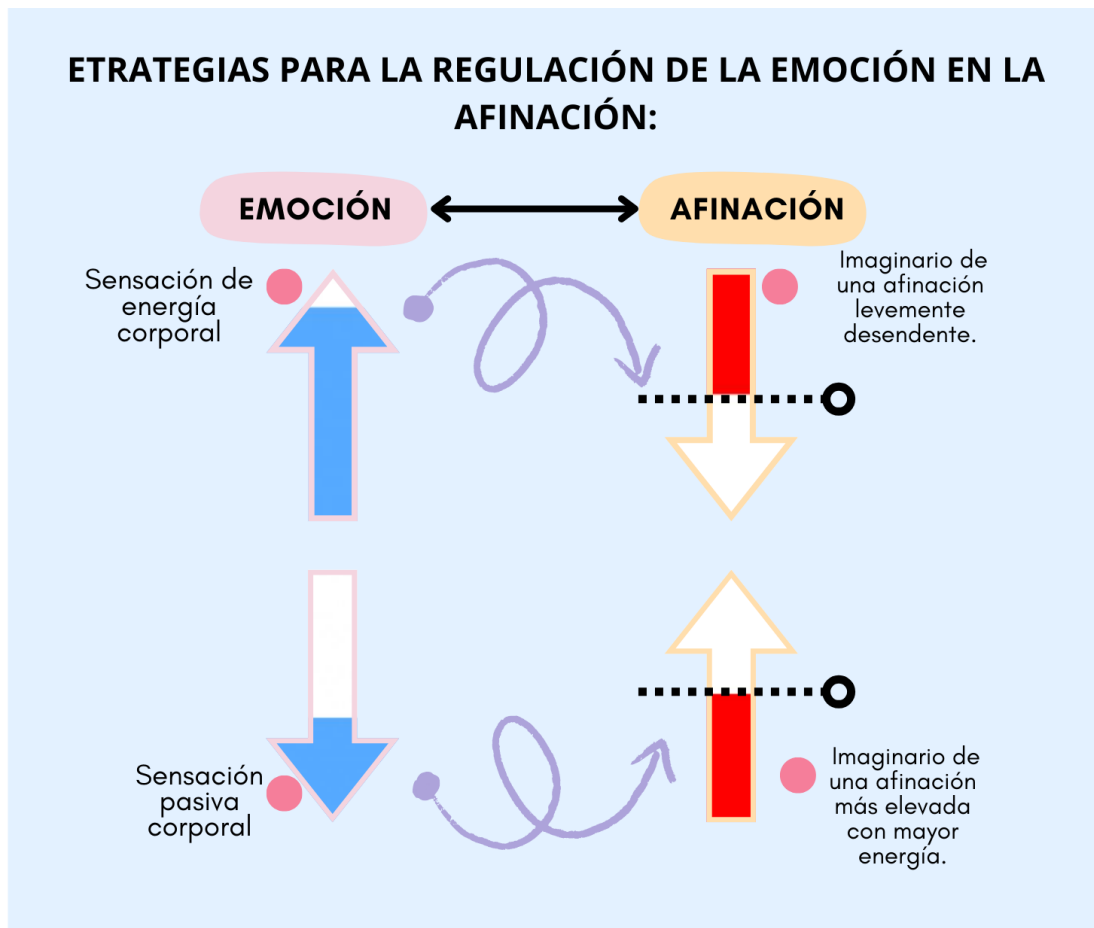 ETRATEGIAS PARA LA REGULACIÓN DE LA EMOCIÓN EN LA
AFINACIÓN:
EMOCIÓN
AFINACIÓN
Sensación de
energía
corporal
Imaginario de
una afinación
levemente
desendente.
Sensación
pasiva
corporal
Imaginario de
una afinación
más elevada
con mayor
energía.